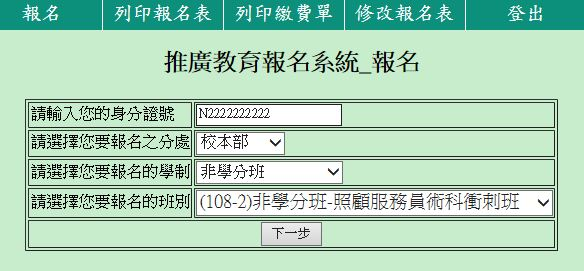 報名 列印報名表 列印繳費單 修改報名表 登出
推廣教育報名系統_報名
請輸入您的身分證號 N2222222222
請選擇您要報名之分處 校本部
請選擇您要報名的學制 非學分班
請選擇您要報名的班別 (108-2)非學分班-照顧服務員術科衝刺班
下一步